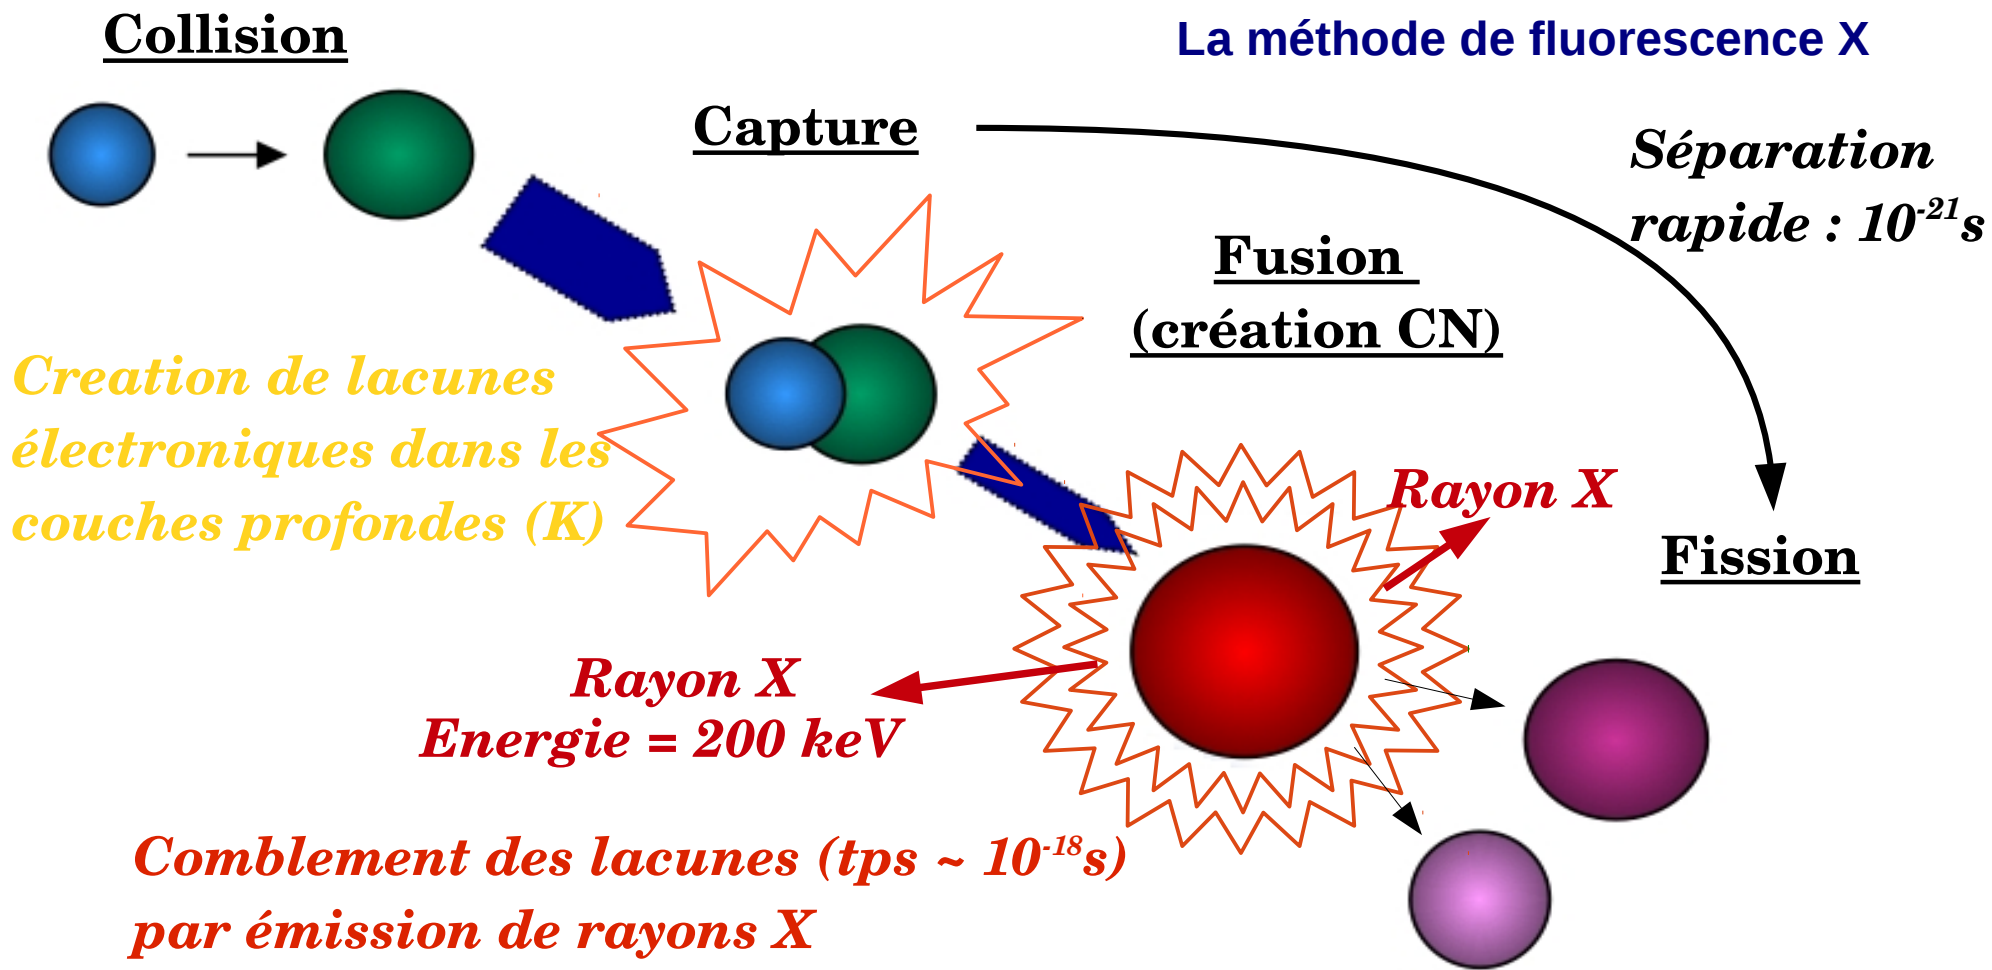 Collision
La méthode de fluorescence X
Capture
Séparation
rapide : 10⁻²¹s
Fusion
(création CN)
Creation de lacunes
électroniques dans les
couches profondes (K)
Rayon X
Fission
Rayon X
Energie = 200 keV
Comblement des lacunes (tps ~ 10⁻¹⁸s)
par émission de rayons X